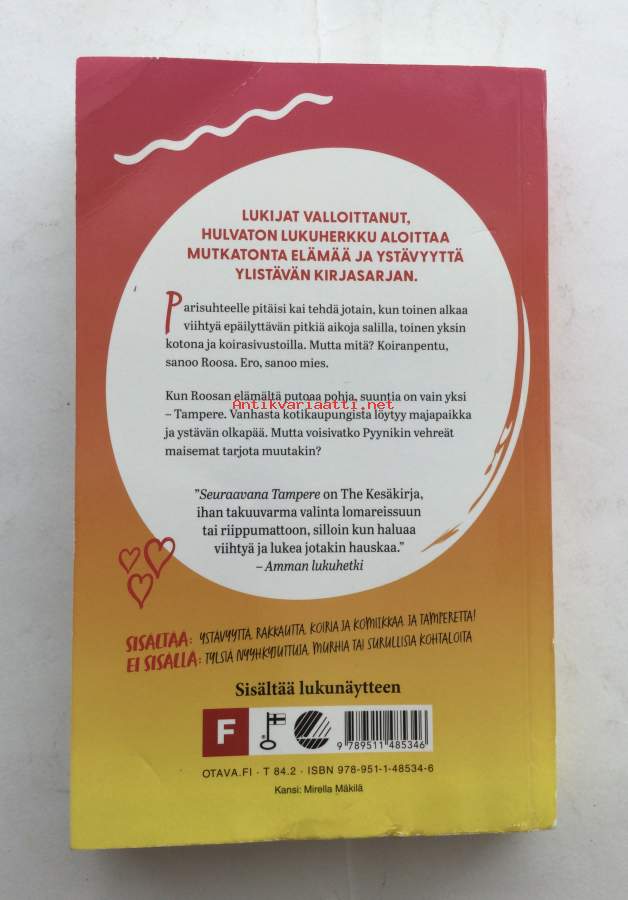 LUKIJAT VALLOITTANUT,
HULVATON LUKUHERKKU ALOITTAA
MUTKATONTA ELÄMÄÄ JA YSTÄVYYTTÄ
YLISTÄVÄN KIRJASARJAN.
Parisuhteelle pitäisi kai tehdä jotain, kun toinen alkaa
viihtyä epäilyttävän pitkiä aikoja salilla, toinen yksin
kotona ja koirasivustoilla. Mutta mitä? Koiranpentu,
sanoo Roosa. Ero, sanoo mies.
Kun Roosan elämältä putoaa pohja, suuntia on vain yksi
Antikvariaatti.net
– Tampere. Vanhasta kotikaupungista löytyy majapaikka
ja ystävän olkapää. Mutta voisivatko Pyynikin vehreät
maisemat tarjota muutakin?
”Seuraavana Tampere on The Kesäkirja,
ihan takuuvarma valinta lomareissuun
tai riippumattoon, silloin kun haluaa
viihtyä ja lukea jotakin hauskaa.”
– Amman lukuhetki
SISÄLTÄÄ: YSTÄVYYTTÄ, RAKKAUTTA, KOIRIA JA KOMIIKKAA JA TAMPERETTA!
EI SISÄLLÄ: TYLSIÄ NYYHKYJUTTUJA, MURHIA TAI SURULLISIA KOHTALOITA
Sisältää lukunäytteen
F
9 789511 485346
OTAVA.FI · T 84.2 · ISBN 978-951-1-48534-6
Kansi: Mirella Mäkilä